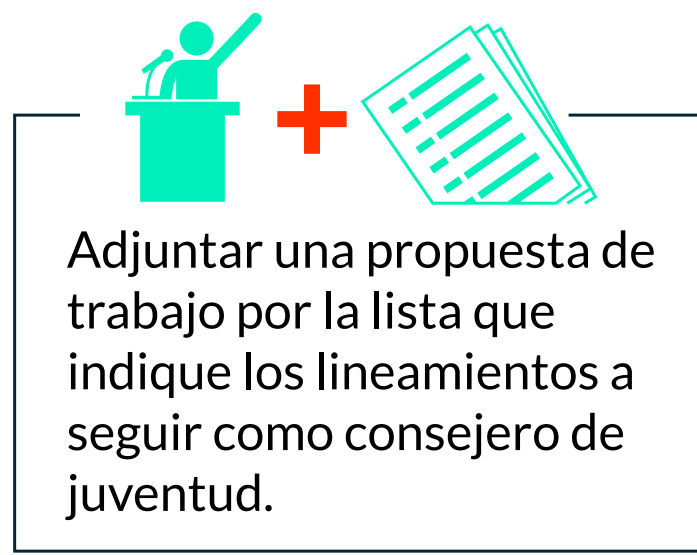 Adjuntar una propuesta de
trabajo por la lista que
indique los lineamientos a
seguir como consejero de
juventud.